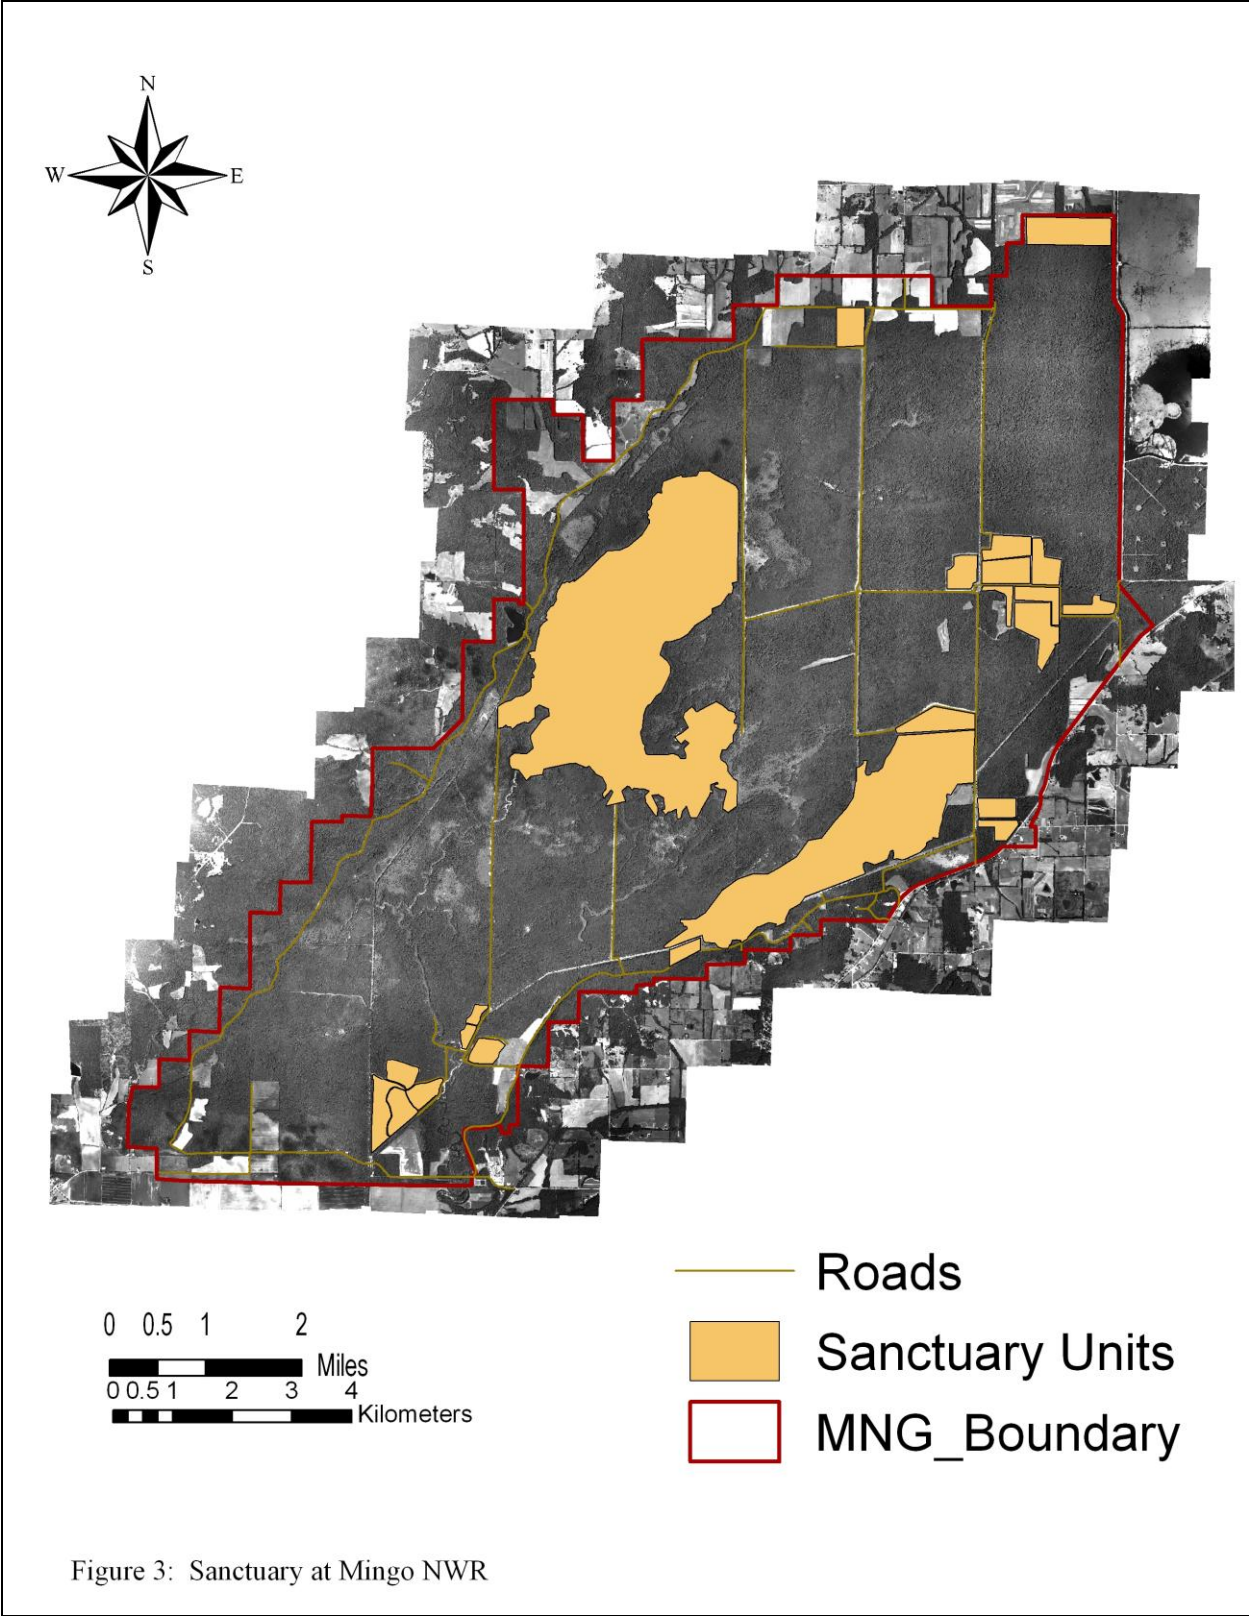 N
W E
S
Roads
Sanctuary Units
MNG_Boundary
0 0.5 1 2
Miles
0 0.5 1 2 3 4
Kilometers
Figure 3: Sanctuary at Mingo NWR